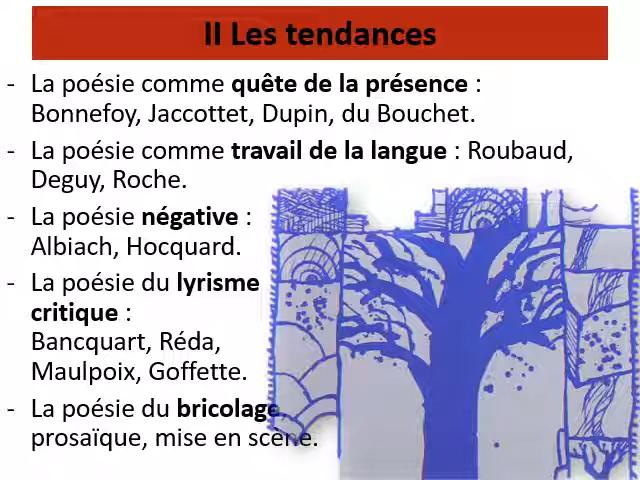 II Les tendances
- La poésie comme quête de la présence :
Bonnefoy, Jaccottet, Dupin, du Bouchet.
- La poésie comme travail de la langue : Roubaud,
Deguy, Roche.
- La poésie négative :
Albiach, Hocquard.
- La poésie du lyrisme
critique :
Bancquart, Réda,
Maulpoix, Goffette.
- La poésie du bricolage,
prosaïque, mise en scène.